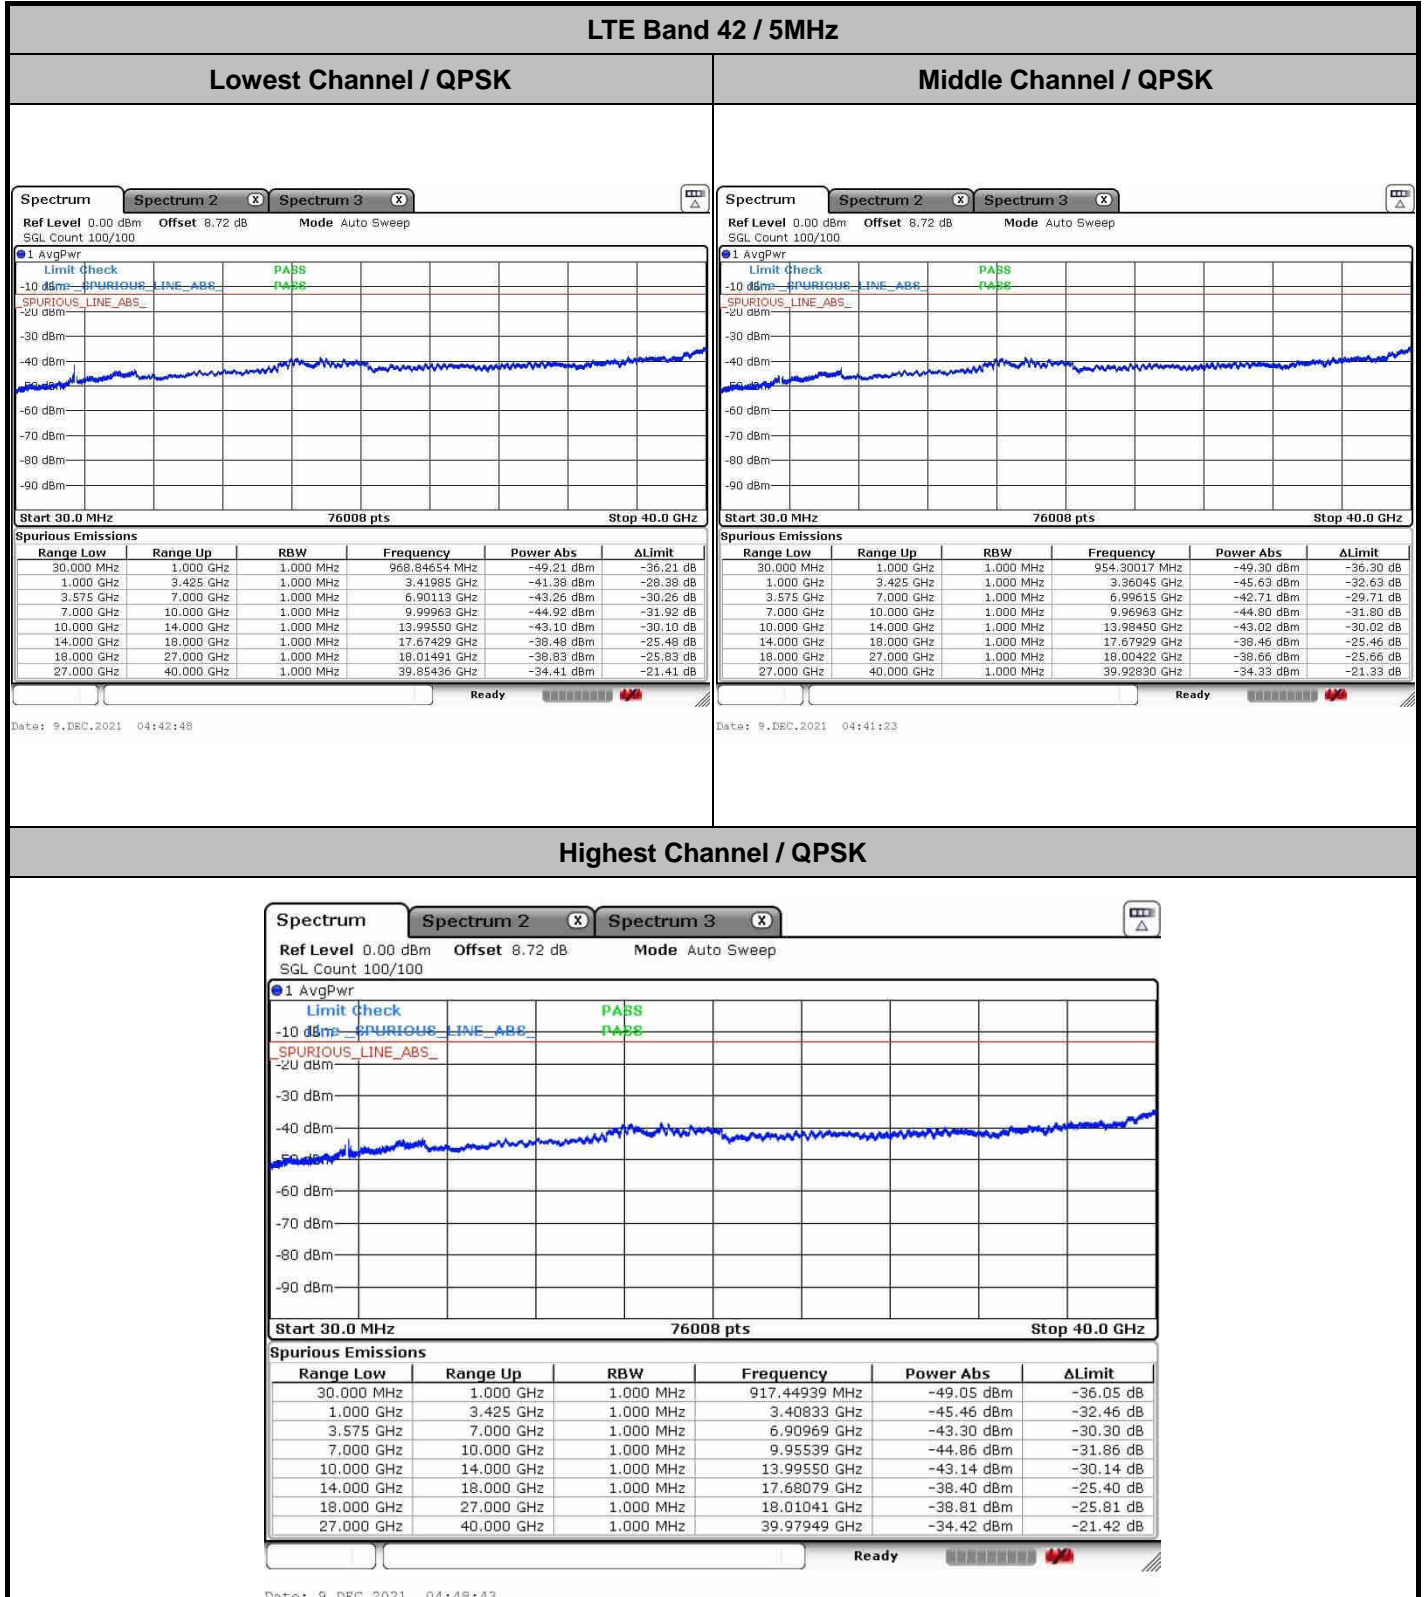 LTE Band 42 / 5MHz
Lowest Channel / QPSK
Middle Channel / QPSK
Spectrum Spectrum 2 X Spectrum 3 X
Ref Level 0.00 dBm Offset 8.72 dB Mode Auto Sweep
SGL Count 100/100
1 AvgPwr
Limit Check PASS
-10 dBm Line _SPURIOUS_LINE_ABS_ PASS
_SPURIOUS_LINE_ABS_
-20 dBm
-30 dBm
-40 dBm
-50 dBm
-60 dBm
-70 dBm
-80 dBm
-90 dBm
Start 30.0 MHz 76008 pts Stop 40.0 GHz
Spurious Emissions
Range Low Range Up RBW Frequency Power Abs ΔLimit
30.000 MHz 1.000 GHz 1.000 MHz 968.84654 MHz -49.21 dBm -36.21 dB
1.000 GHz 3.425 GHz 1.000 MHz 3.41985 GHz -41.38 dBm -28.38 dB
3.575 GHz 7.000 GHz 1.000 MHz 6.90113 GHz -43.26 dBm -30.26 dB
7.000 GHz 10.000 GHz 1.000 MHz 9.99963 GHz -44.92 dBm -31.92 dB
10.000 GHz 14.000 GHz 1.000 MHz 13.99550 GHz -43.10 dBm -30.10 dB
14.000 GHz 18.000 GHz 1.000 MHz 17.67429 GHz -38.48 dBm -25.48 dB
18.000 GHz 27.000 GHz 1.000 MHz 18.01491 GHz -38.83 dBm -25.83 dB
27.000 GHz 40.000 GHz 1.000 MHz 39.85436 GHz -34.41 dBm -21.41 dB
Ready
Date: 9.DEC.2021 04:42:48
Spectrum Spectrum 2 X Spectrum 3 X
Ref Level 0.00 dBm Offset 8.72 dB Mode Auto Sweep
SGL Count 100/100
1 AvgPwr
Limit Check PASS
-10 dBm Line _SPURIOUS_LINE_ABS_ PASS
_SPURIOUS_LINE_ABS_
-20 dBm
-30 dBm
-40 dBm
-50 dBm
-60 dBm
-70 dBm
-80 dBm
-90 dBm
Start 30.0 MHz 76008 pts Stop 40.0 GHz
Spurious Emissions
Range Low Range Up RBW Frequency Power Abs ΔLimit
30.000 MHz 1.000 GHz 1.000 MHz 954.30017 MHz -49.30 dBm -36.30 dB
1.000 GHz 3.425 GHz 1.000 MHz 3.36045 GHz -45.63 dBm -32.63 dB
3.575 GHz 7.000 GHz 1.000 MHz 6.99615 GHz -42.71 dBm -29.71 dB
7.000 GHz 10.000 GHz 1.000 MHz 9.96963 GHz -44.80 dBm -31.80 dB
10.000 GHz 14.000 GHz 1.000 MHz 13.98450 GHz -43.02 dBm -30.02 dB
14.000 GHz 18.000 GHz 1.000 MHz 17.67929 GHz -38.46 dBm -25.46 dB
18.000 GHz 27.000 GHz 1.000 MHz 18.00422 GHz -38.66 dBm -25.66 dB
27.000 GHz 40.000 GHz 1.000 MHz 39.92830 GHz -34.33 dBm -21.33 dB
Ready
Date: 9.DEC.2021 04:41:23
Highest Channel / QPSK
Spectrum Spectrum 2 X Spectrum 3 X
Ref Level 0.00 dBm Offset 8.72 dB Mode Auto Sweep
SGL Count 100/100
1 AvgPwr
Limit Check PASS
-10 dBm Line _SPURIOUS_LINE_ABS_ PASS
_SPURIOUS_LINE_ABS_
-20 dBm
-30 dBm
-40 dBm
-50 dBm
-60 dBm
-70 dBm
-80 dBm
-90 dBm
Start 30.0 MHz 76008 pts Stop 40.0 GHz
Spurious Emissions
Range Low Range Up RBW Frequency Power Abs ΔLimit
30.000 MHz 1.000 GHz 1.000 MHz 917.44939 MHz -49.05 dBm -36.05 dB
1.000 GHz 3.425 GHz 1.000 MHz 3.40833 GHz -45.46 dBm -32.46 dB
3.575 GHz 7.000 GHz 1.000 MHz 6.90969 GHz -43.30 dBm -30.30 dB
7.000 GHz 10.000 GHz 1.000 MHz 9.95539 GHz -44.86 dBm -31.86 dB
10.000 GHz 14.000 GHz 1.000 MHz 13.99550 GHz -43.14 dBm -30.14 dB
14.000 GHz 18.000 GHz 1.000 MHz 17.68079 GHz -38.40 dBm -25.40 dB
18.000 GHz 27.000 GHz 1.000 MHz 18.01041 GHz -38.81 dBm -25.81 dB
27.000 GHz 40.000 GHz 1.000 MHz 39.97949 GHz -34.42 dBm -21.42 dB
Ready
Date: 9.DEC.2021 04:48:43